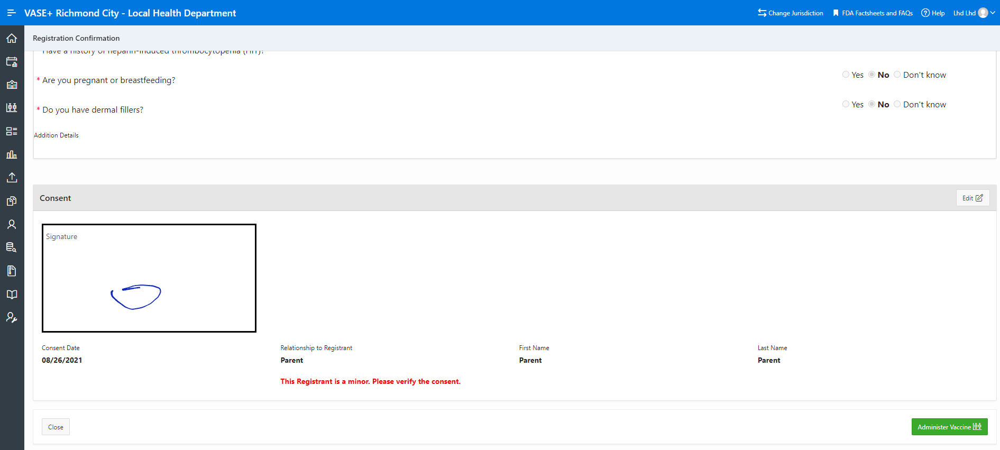 VASE+ Richmond City - Local Health Department
Change Jurisdiction
FDA Factsheets and FAQs
Help
Lhd Lhd
Registration Confirmation
Have a history of heparin-induced thrombocytopenia (HIT)?
* Are you pregnant or breastfeeding?
Yes No Don't know
* Do you have dermal fillers?
Yes No Don't know
Addition Details
Consent
Edit
Signature
Consent Date
08/26/2021
Relationship to Registrant
Parent
First Name
Parent
Last Name
Parent
This Registrant is a minor. Please verify the consent.
Close
Administer Vaccine